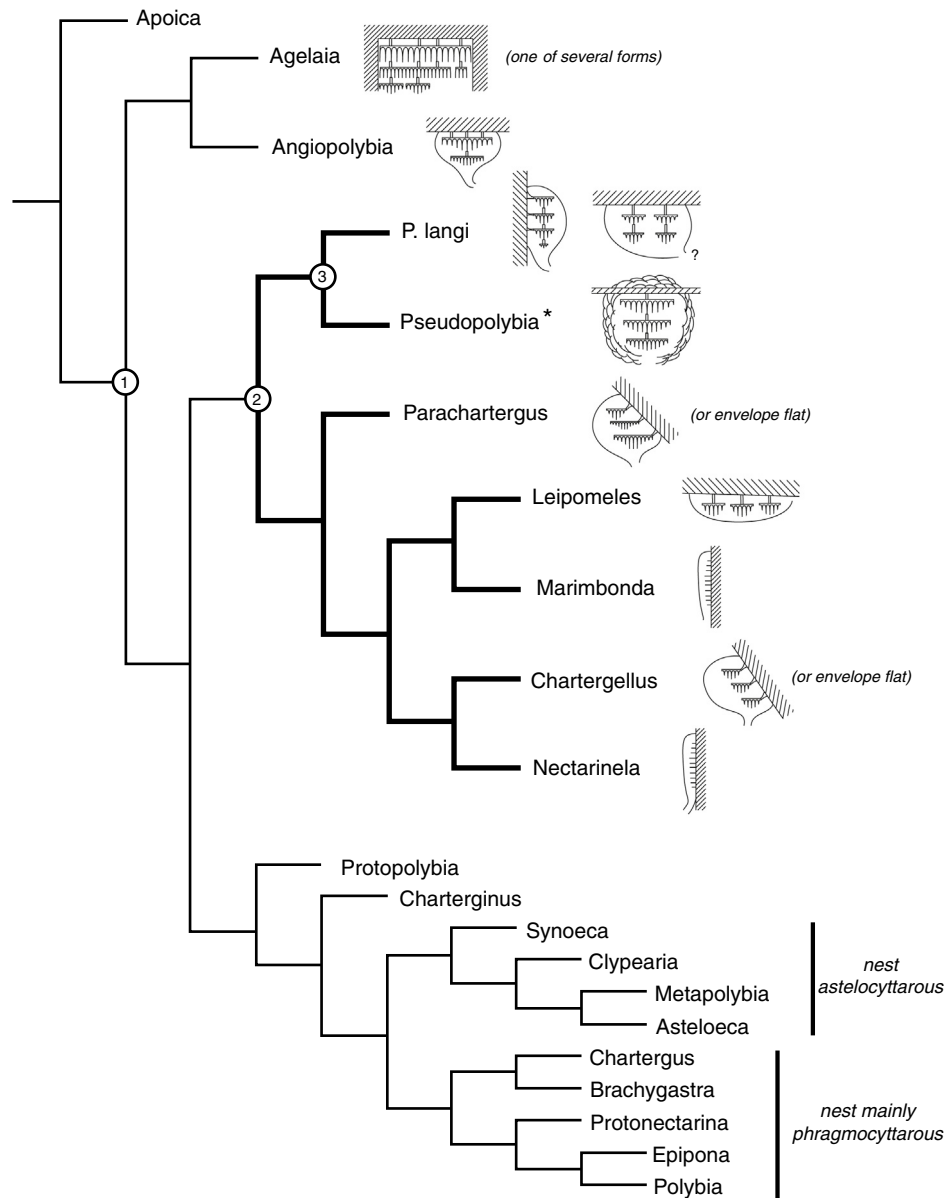 Apoica
Agelaia
(one of several forms)
Angiopolybia
P. langi
?
3
Pseudopolybia*
1
2
Parachartergus
(or envelope flat)
Leipomeles
Marimbonda
Chartergellus
(or envelope flat)
Nectarinela
Protopolybia
Charterginus
Synoeca
Clypearia
nest
astelocyttarous
Metapolybia
Asteloeca
Chartergus
Brachygastra
Protonectarina
nest mainly
phragmocyttarous
Epipona
Polybia